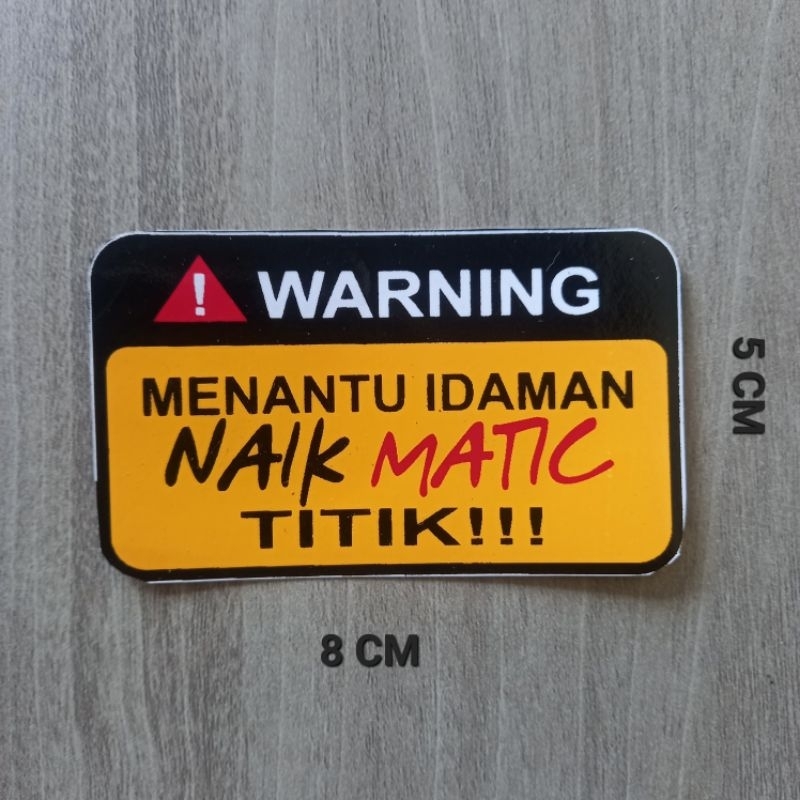 ! WARNING
MENANTU IDAMAN
NAIK MATIC
TITIK!!!
5 CM
8 CM